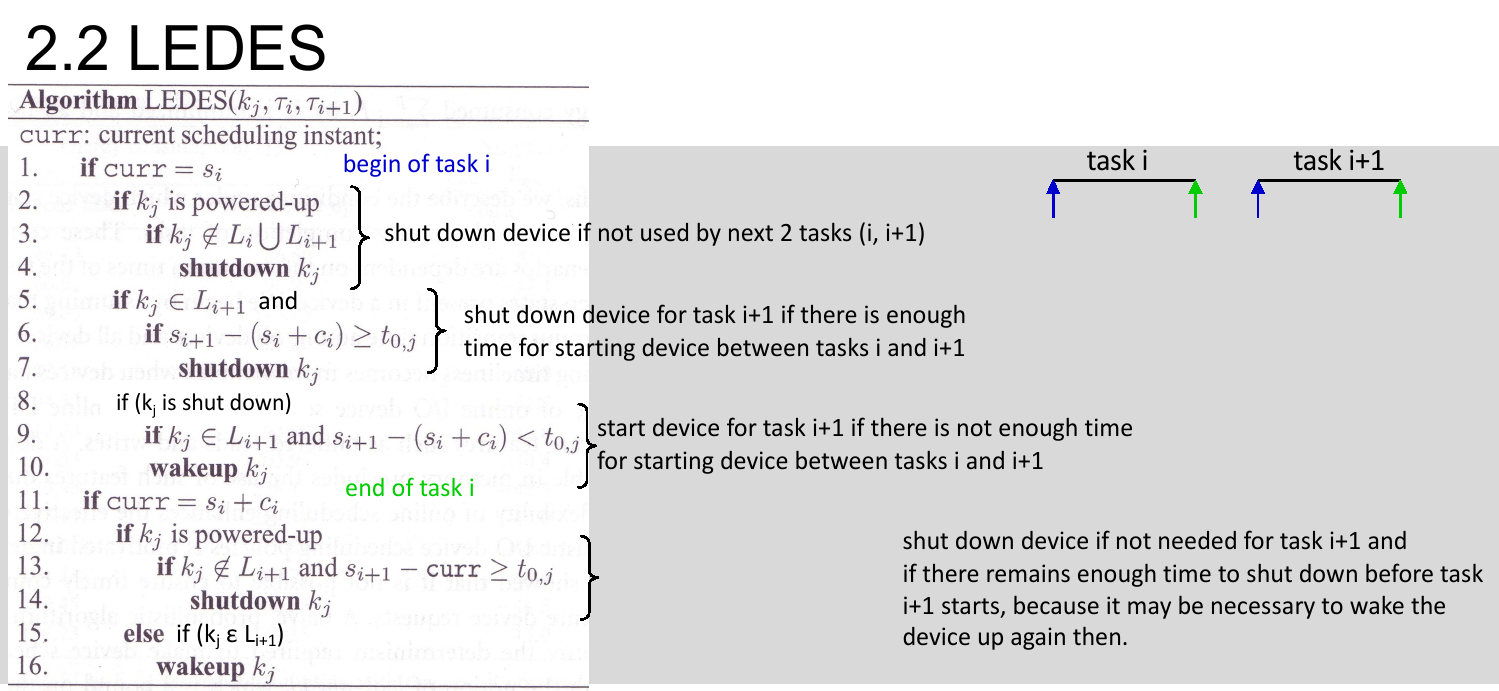 2.2 LEDES
Algorithm LEDES(k_j, τ_i, τ_{i+1})
curr: current scheduling instant;
1. if curr = s_i
begin of task i
2. if k_j is powered-up
3. if k_j ∉ L_i ⋃ L_{i+1}
4. shutdown k_j
shut down device if not used by next 2 tasks (i, i+1)
5. if k_j ∈ L_{i+1} and
6. if s_{i+1} − (s_i + c_i) ≥ t_{0,j}
7. shutdown k_j
shut down device for task i+1 if there is enough
time for starting device between tasks i and i+1
8. if (k_j is shut down)
9. if k_j ∈ L_{i+1} and s_{i+1} − (s_i + c_i) < t_{0,j}
10. wakeup k_j
start device for task i+1 if there is not enough time
for starting device between tasks i and i+1
end of task i
11. if curr = s_i + c_i
12. if k_j is powered-up
13. if k_j ∉ L_{i+1} and s_{i+1} − curr ≥ t_{0,j}
14. shutdown k_j
15. else if (k_j ε L_{i+1})
16. wakeup k_j
shut down device if not needed for task i+1 and
if there remains enough time to shut down before task
i+1 starts, because it may be necessary to wake the
device up again then.
task i
task i+1